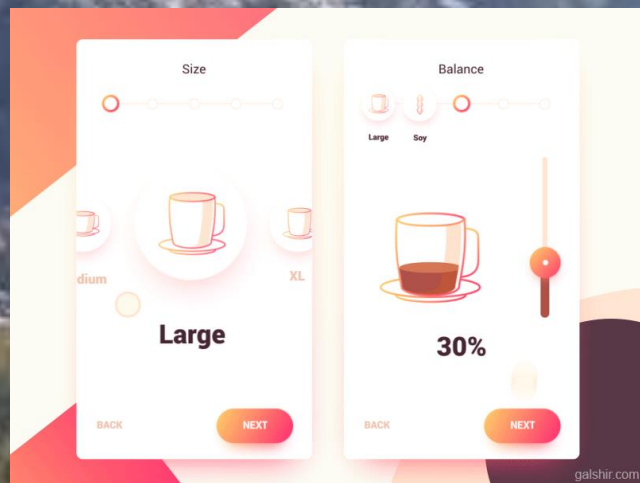 Size
dium
XL
Large
BACK
NEXT
Balance
Large
Soy
30%
BACK
NEXT
galshir.com